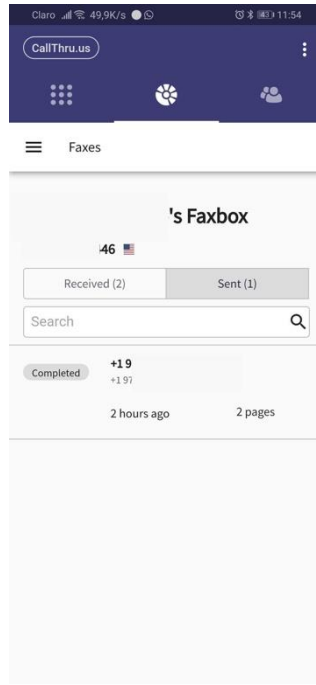 Claro 49,9K/s 11:54
CallThru.us
Faxes
's Faxbox
46
Received (2) Sent (1)
Search
Completed +1 9
+1 97
2 hours ago 2 pages